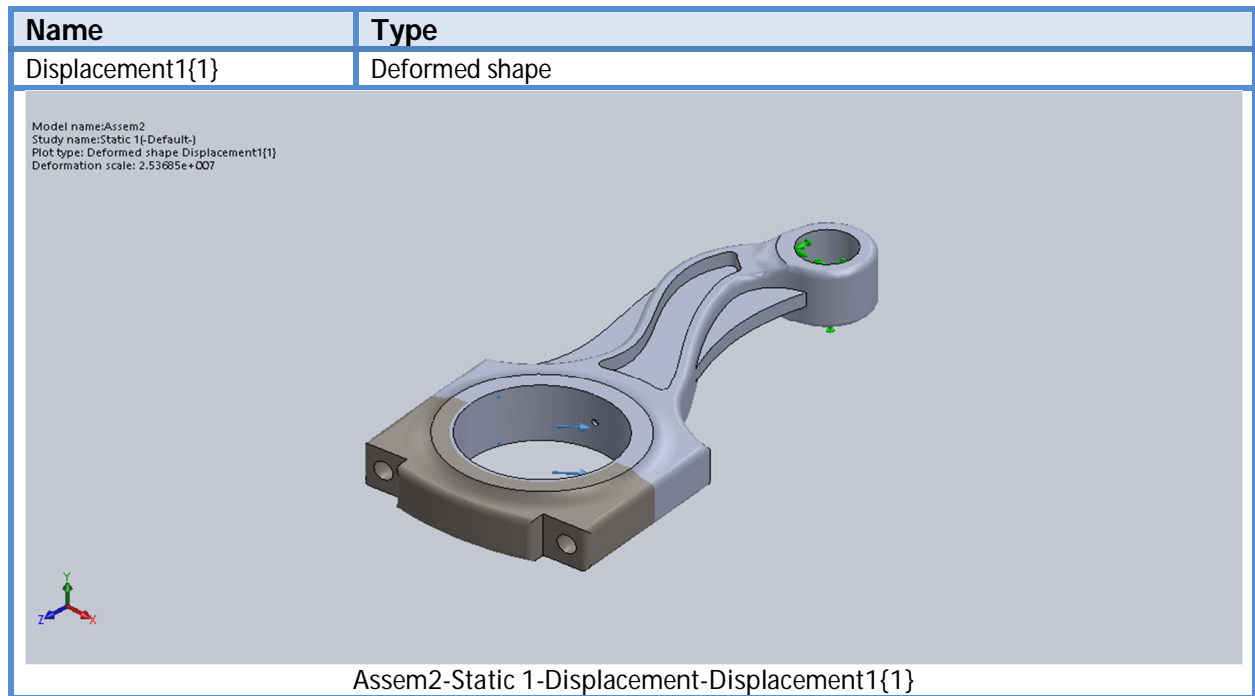 Name Type
Displacement1{1} Deformed shape
Model name:Assem2
Study name:Static 1(-Default-)
Plot type: Deformed shape Displacement1{1}
Deformation scale: 2.53685e+007
Y
Z X
Assem2-Static 1-Displacement-Displacement1{1}